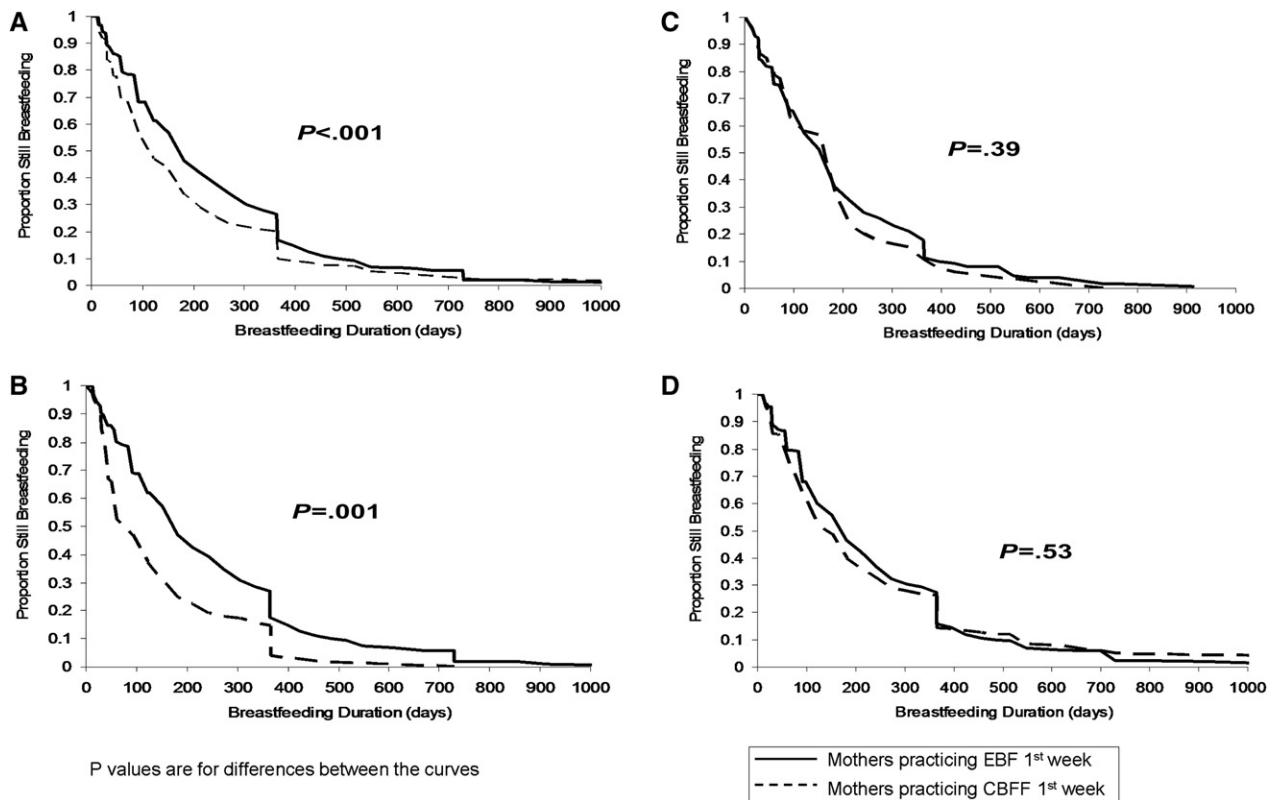 A
1
0.9
0.8
0.7
0.6
0.5
0.4
0.3
0.2
0.1
0
Proportion Still Breastfeeding
P<.001
0 100 200 300 400 500 600 700 800 900 1000
Breastfeeding Duration (days)
B
1
0.9
0.8
0.7
0.6
0.5
0.4
0.3
0.2
0.1
0
Proportion Still Breastfeeding
P=.001
0 100 200 300 400 500 600 700 800 900 1000
Breastfeeding Duration (days)
P values are for differences between the curves
C
1
0.9
0.8
0.7
0.6
0.5
0.4
0.3
0.2
0.1
0
Proportion Still Breastfeeding
P=.39
0 100 200 300 400 500 600 700 800 900 1000
Breastfeeding Duration (days)
D
1
0.9
0.8
0.7
0.6
0.5
0.4
0.3
0.2
0.1
0
Proportion Still Breastfeeding
P=.53
0 100 200 300 400 500 600 700 800 900 1000
Breastfeeding Duration (days)
Mothers practicing EBF 1st week
Mothers practicing CBFF 1st week